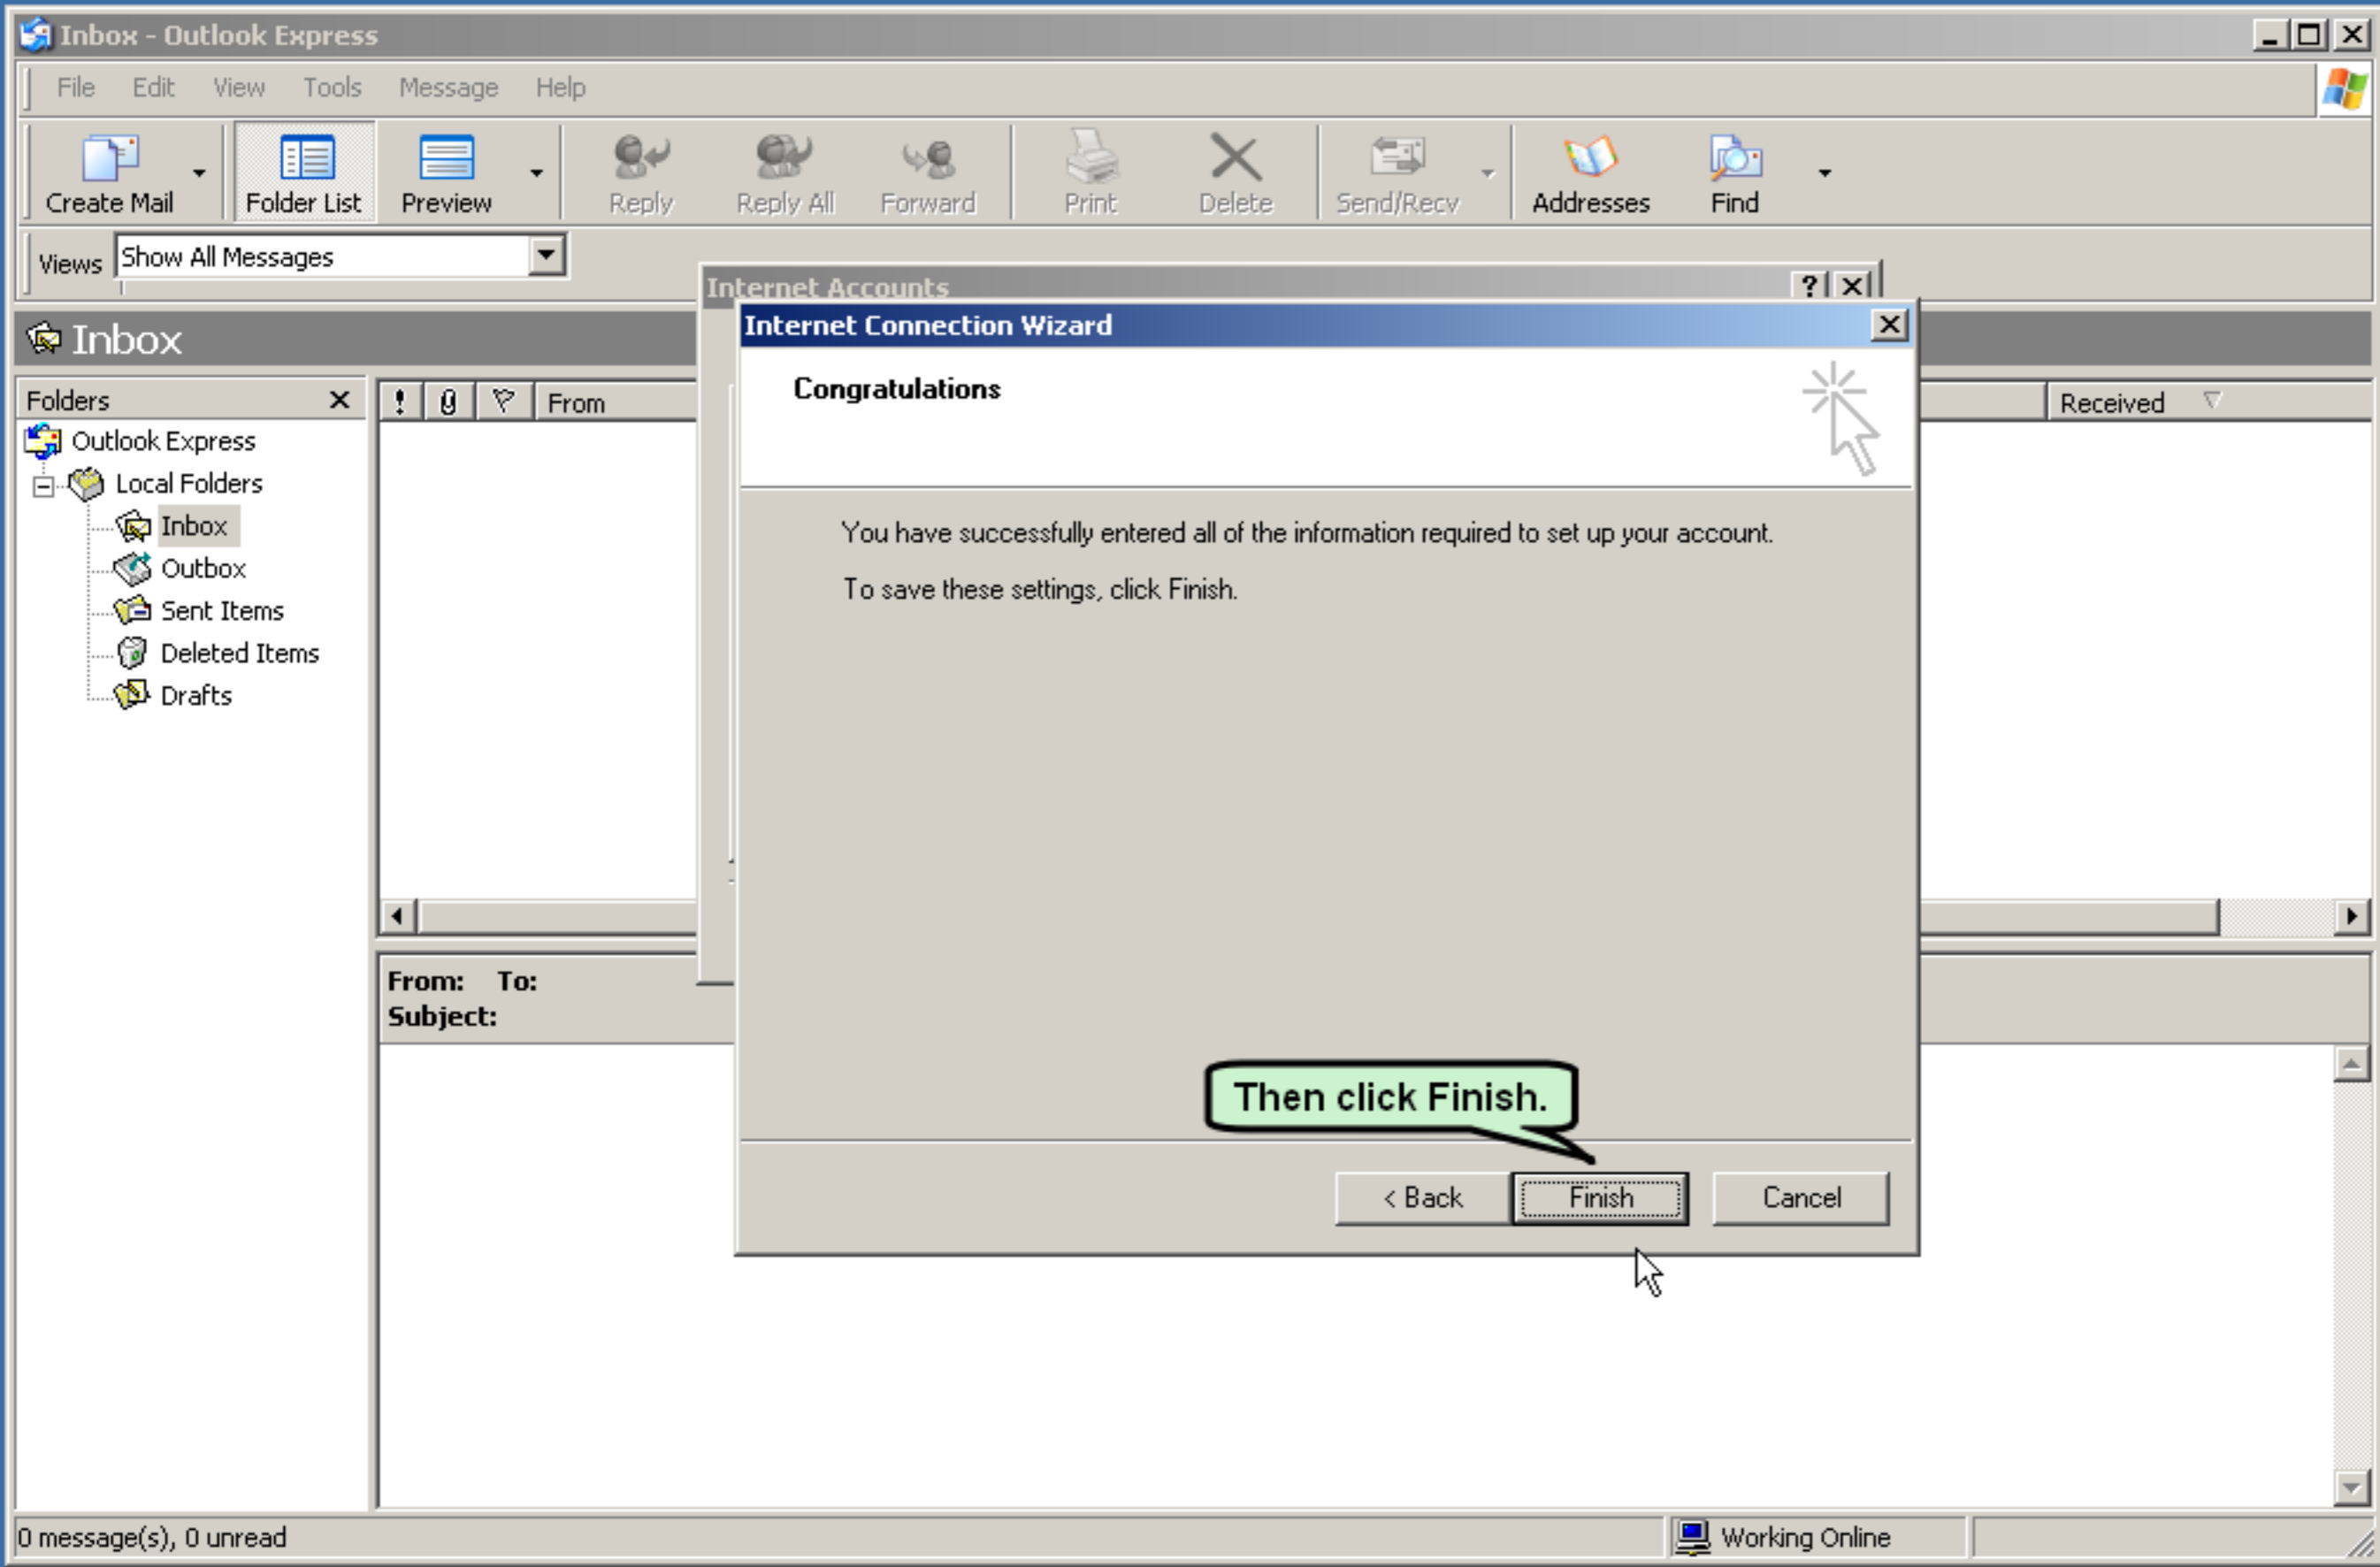 Inbox - Outlook Express
File Edit View Tools Message Help
Create Mail Folder List Preview Reply Reply All Forward Print Delete Send/Recv Addresses Find
Views Show All Messages
Internet Accounts
Internet Connection Wizard
Inbox
Congratulations
Folders
! From Received
Outlook Express
Local Folders
Inbox
Outbox
Sent Items
Deleted Items
Drafts
You have successfully entered all of the information required to set up your account.
To save these settings, click Finish.
From: To:
Subject:
Then click Finish.
< Back Finish Cancel
0 message(s), 0 unread Working Online